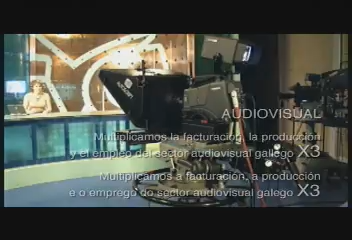 AUDIOVISUAL
Multiplicamos la facturación, la producción
y el empleo del sector audiovisual gallego X3
Multiplicamos a facturación, a produción
e o emprego do sector audiovisual galego X3